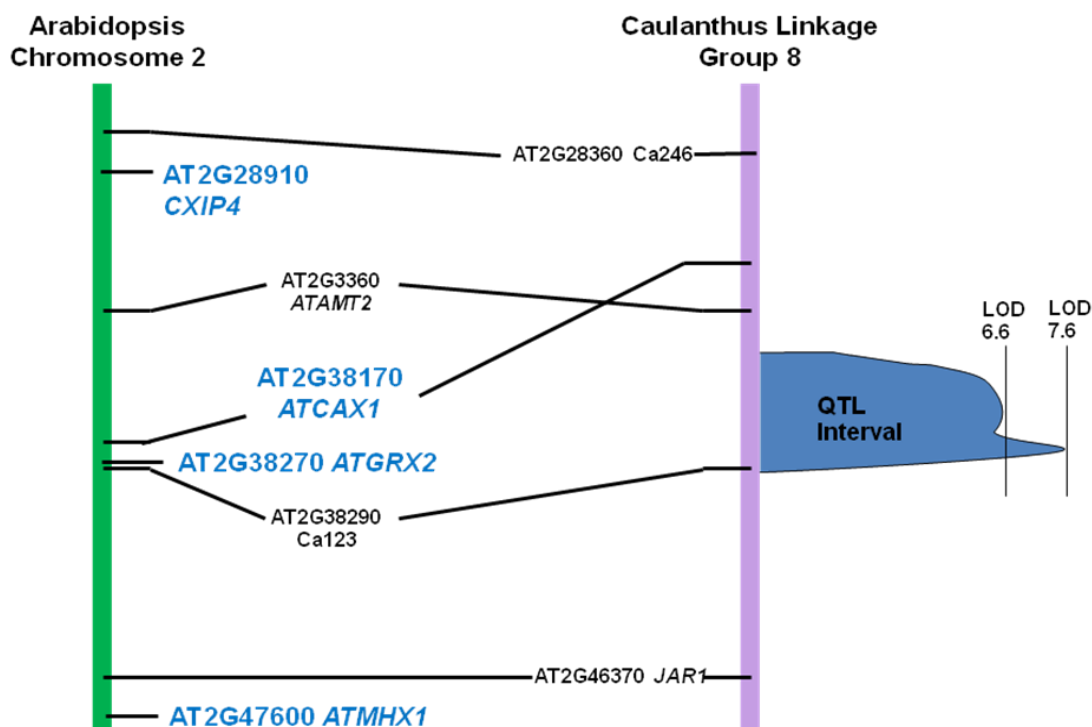 Arabidopsis
Chromosome 2
Caulanthus Linkage
Group 8
AT2G28360 Ca246
AT2G28910
CXIP4
AT2G3360
ATAMT2
LOD
6.6
LOD
7.6
AT2G38170
ATCAX1
QTL
Interval
AT2G38270 ATGRX2
AT2G38290
Ca123
AT2G46370 JAR1
AT2G47600 ATMHX1